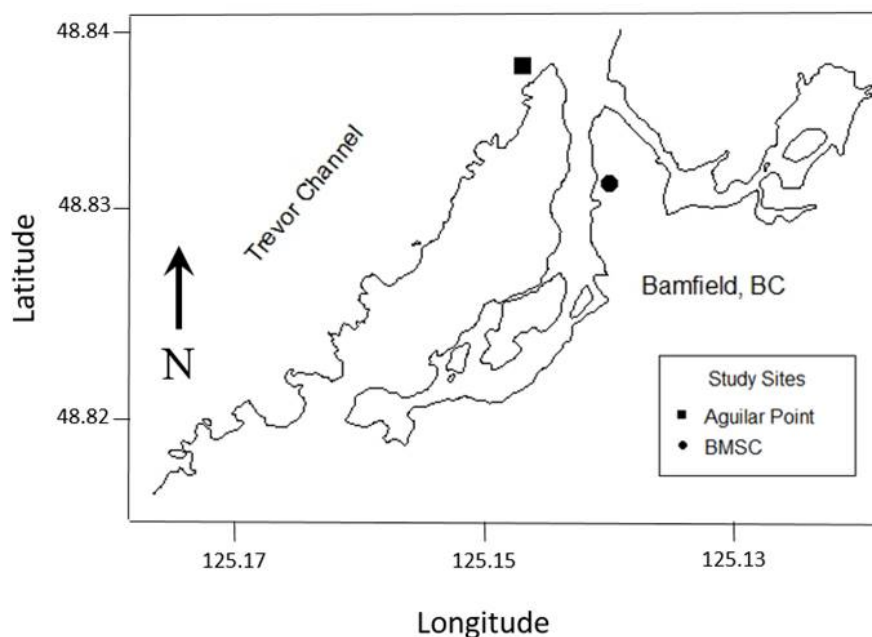 48.84
Trevor Channel
48.83
Latitude
Bamfield, BC
N
Study Sites
48.82
Aguilar Point
BMSC
125.17
125.15
125.13
Longitude